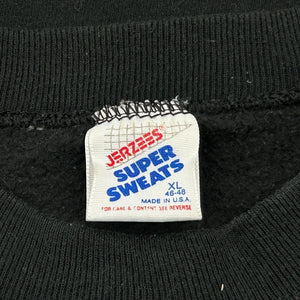 JERZEES
SUPER
SWEATS
XL
46-48
MADE IN U.S.A.
FOR CARE & CONTENT SEE REVERSE